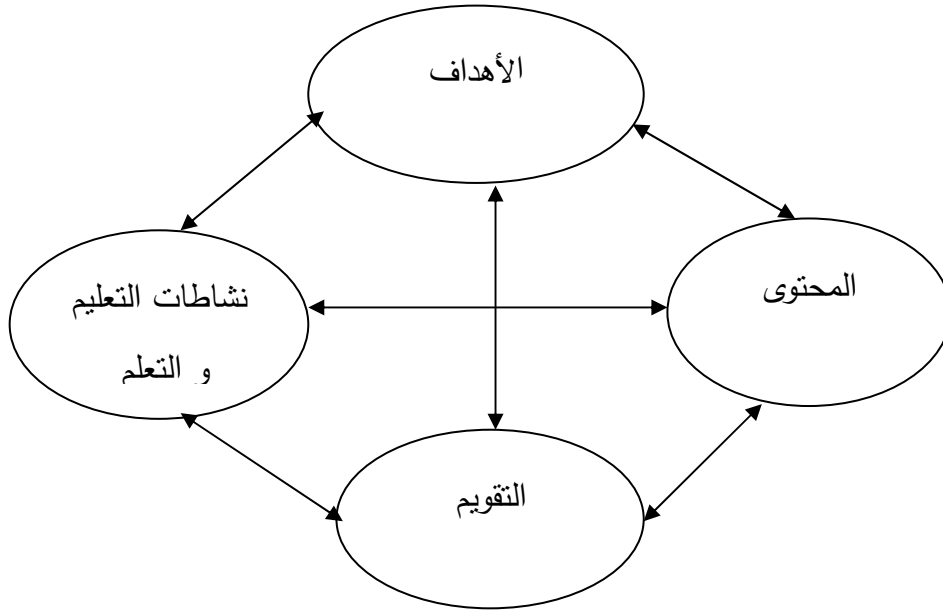 الأهداف
المحتوى
نشاطات التعليم
و التعلم
التقويم